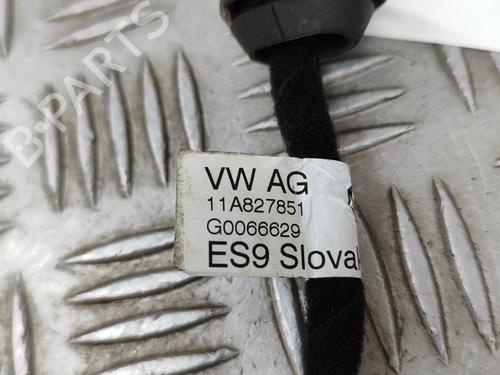 B-PARTS
VW AG
11A827851
G0066629
ES9 Slovak